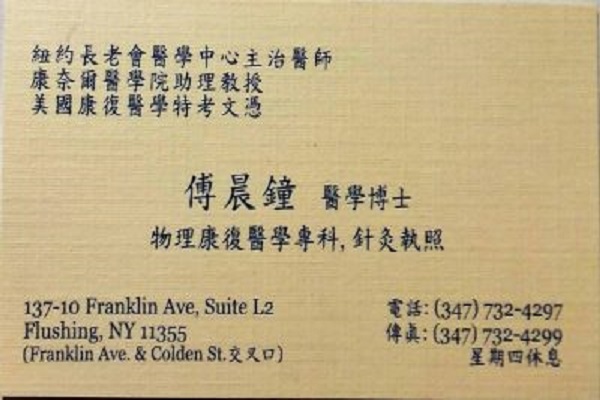 紐約長老會醫學中心主治醫師
康奈爾醫學院助理教授
美國康復醫學特考文憑
傅晨鐘 醫學博士
物理康復醫學專科, 針灸執照
137-10 Franklin Ave, Suite L2
Flushing, NY 11355
(Franklin Ave. & Colden St.交叉口)
電話: (347) 732-4297
傳真: (347) 732-4299
星期四休息